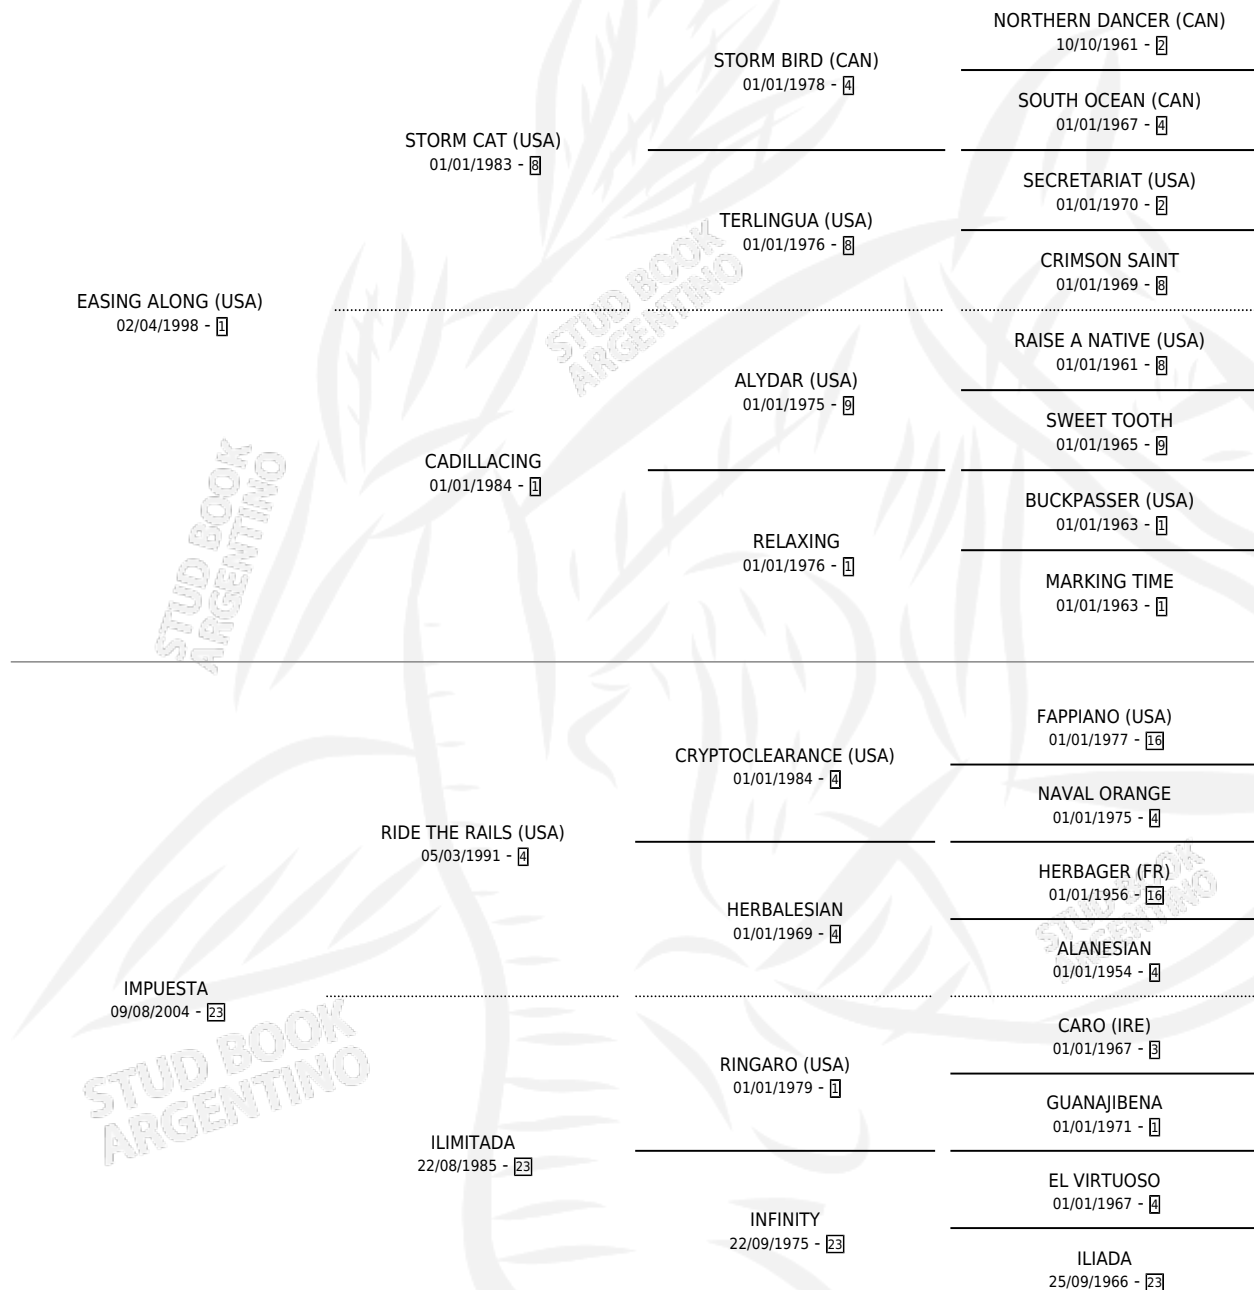 NORTHERN DANCER (CAN)
10/10/1961 - 2
STORM BIRD (CAN)
01/01/1978 - 4
SOUTH OCEAN (CAN)
01/01/1967 - 4
STORM CAT (USA)
01/01/1983 - 8
SECRETARIAT (USA)
01/01/1970 - 2
TERLINGUA (USA)
01/01/1976 - 8
CRIMSON SAINT
01/01/1969 - 8
EASING ALONG (USA)
02/04/1998 - 1
RAISE A NATIVE (USA)
01/01/1961 - 8
ALYDAR (USA)
01/01/1975 - 9
SWEET TOOTH
01/01/1965 - 9
CADILLACING
01/01/1984 - 1
BUCKPASSER (USA)
01/01/1963 - 1
RELAXING
01/01/1976 - 1
MARKING TIME
01/01/1963 - 1
FAPPIANO (USA)
01/01/1977 - 16
CRYPTOCLEARANCE (USA)
01/01/1984 - 4
NAVAL ORANGE
01/01/1975 - 4
RIDE THE RAILS (USA)
05/03/1991 - 4
HERBAGER (FR)
01/01/1956 - 16
HERBALESIAN
01/01/1969 - 4
ALANESIAN
01/01/1954 - 4
IMPUESTA
09/08/2004 - 23
CARO (IRE)
01/01/1967 - 3
RINGARO (USA)
01/01/1979 - 1
GUANAJIBENA
01/01/1971 - 1
ILIMITADA
22/08/1985 - 23
EL VIRTUOSO
01/01/1967 - 4
INFINITY
22/09/1975 - 23
ILIADA
25/09/1966 - 23
STUD BOOK
ARGENTINO
STUD BOOK
ARGENTINO
STUD BOOK
ARGENTINO
STUD BOOK
ARGENTINO